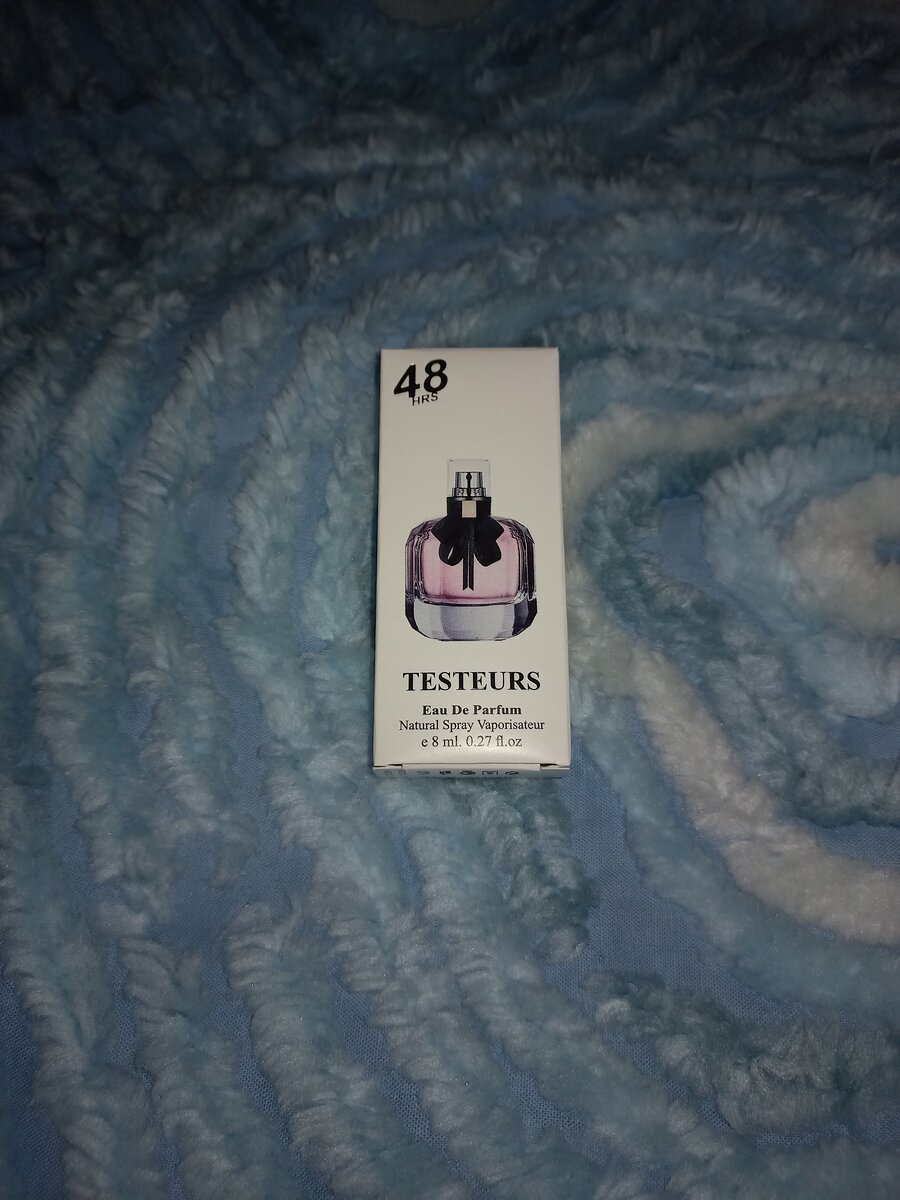 48
HRS
TESTEURS
Eau De Parfum
Natural Spray Vaporisateur
e 8 ml. 0.27 fl.oz